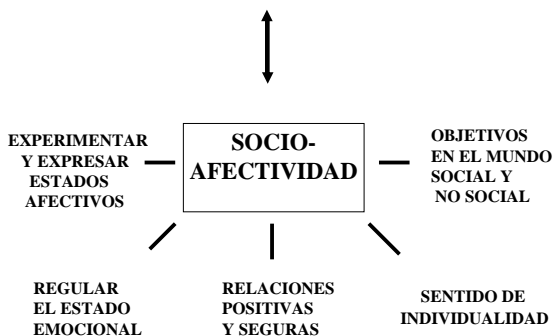 SOCIO-
AFECTIVIDAD
EXPERIMENTAR
Y EXPRESAR
ESTADOS
AFECTIVOS
OBJETIVOS
EN EL MUNDO
SOCIAL Y
NO SOCIAL
REGULAR
EL ESTADO
EMOCIONAL
RELACIONES
POSITIVAS
Y SEGURAS
SENTIDO DE
INDIVIDUALIDAD